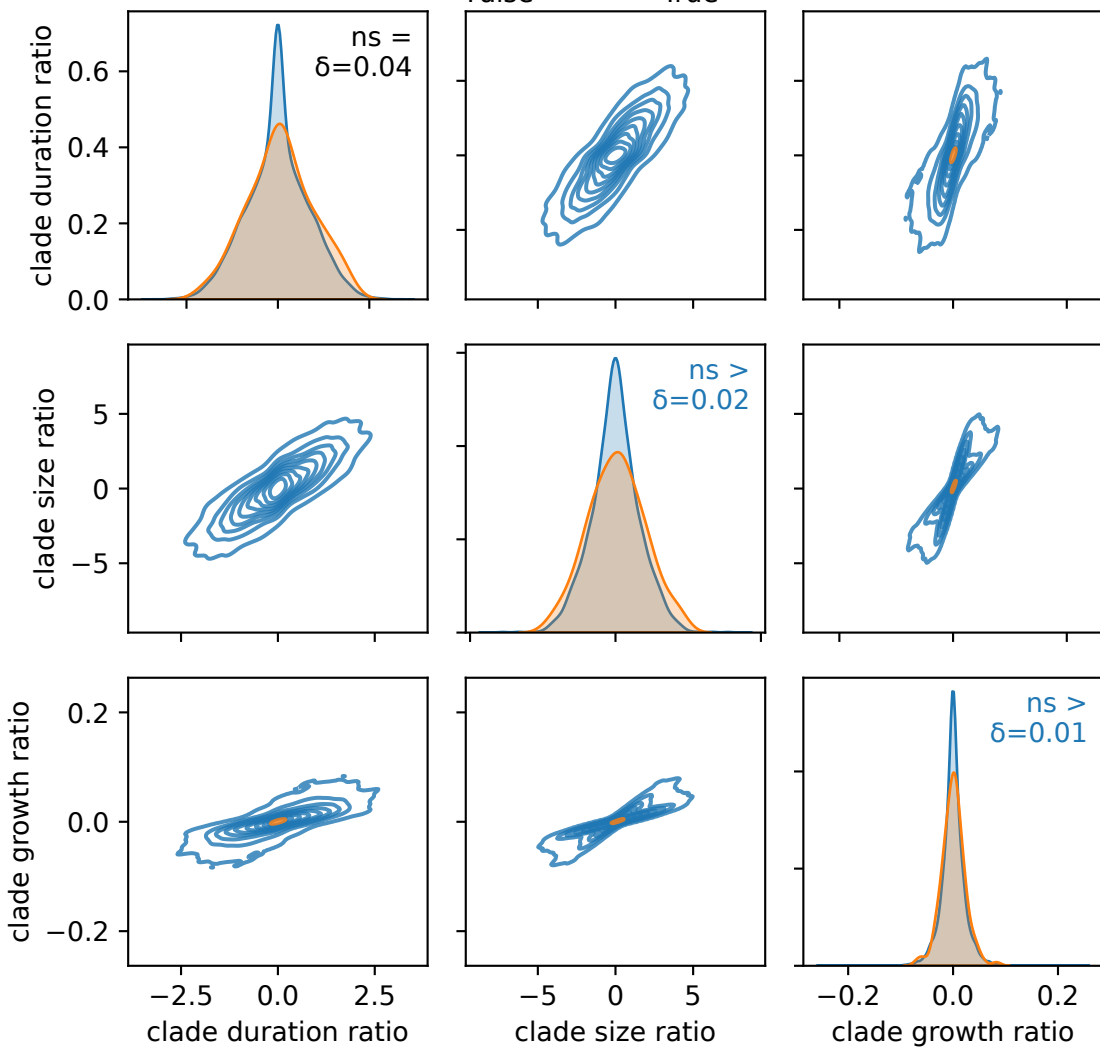 clade duration ratio
0.6
0.4
0.2
0.0
ns =
δ=0.04
clade size ratio
5
0
−5
ns >
δ=0.02
clade growth ratio
0.2
0.0
−0.2
ns >
δ=0.01
−2.5 0.0 2.5
−5 0 5
−0.2 0.0 0.2
clade duration ratio
clade size ratio
clade growth ratio